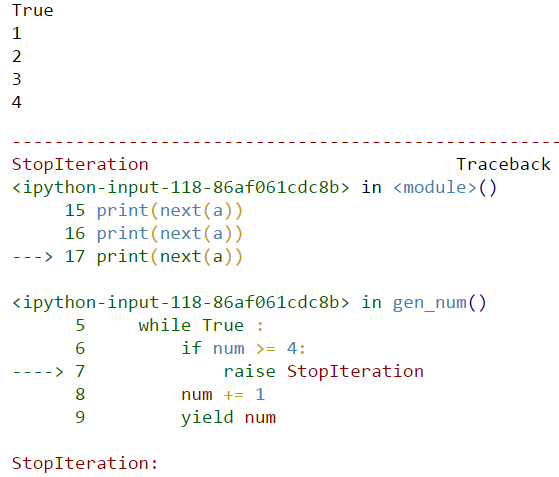 True
1
2
3
4
-----------------------------------------------------
StopIteration                             Traceback
<ipython-input-118-86af061cdc8b> in <module>()
     15 print(next(a))
     16 print(next(a))
---> 17 print(next(a))
<ipython-input-118-86af061cdc8b> in gen_num()
      5     while True :
      6         if num >= 4:
----> 7             raise StopIteration
      8         num += 1
      9         yield num
StopIteration: